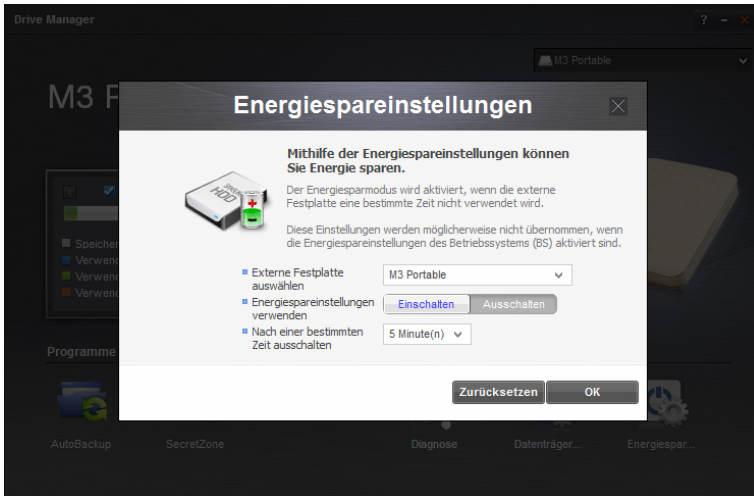 Drive Manager
? – ×
M3 Portable
M3 P
Energiespareinstellungen
Mithilfe der Energiespareinstellungen können
Sie Energie sparen.
Der Energiesparmodus wird aktiviert, wenn die externe
Festplatte eine bestimmte Zeit nicht verwendet wird.
Diese Einstellungen werden möglicherweise nicht übernommen, wenn
die Energiespareinstellungen des Betriebssystems (BS) aktiviert sind.
HDD
Speicher
Verwend
Verwend
Verwend
Externe Festplatte
auswählen
M3 Portable
Energiespareinstellungen
verwenden
Einschalten Ausschalten
Nach einer bestimmten
Zeit ausschalten
5 Minute(n)
Programme
Zurücksetzen OK
AutoBackup SecretZone Diagnose Datenträger... Energiespar...